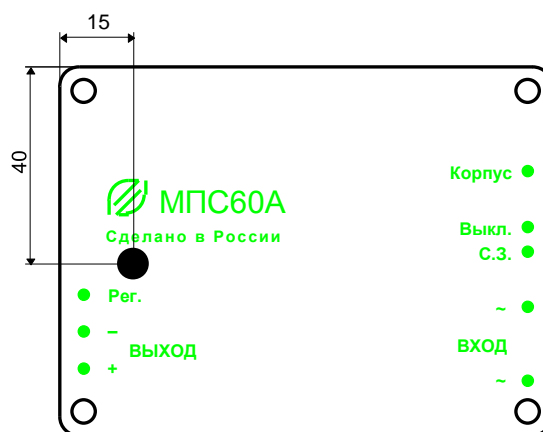 15
40
Корпус
МПС60А
Сделано в России
Выкл.
С.З.
Рег.
~
–
ВЫХОД
ВХОД
+
~